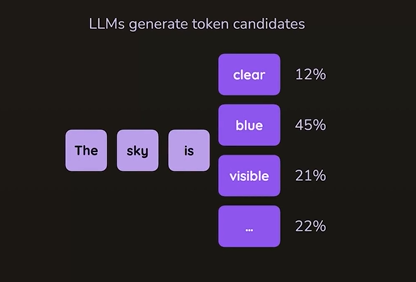 LLMs generate token candidates
clear 12%
blue 45%
The sky is
visible 21%
... 22%